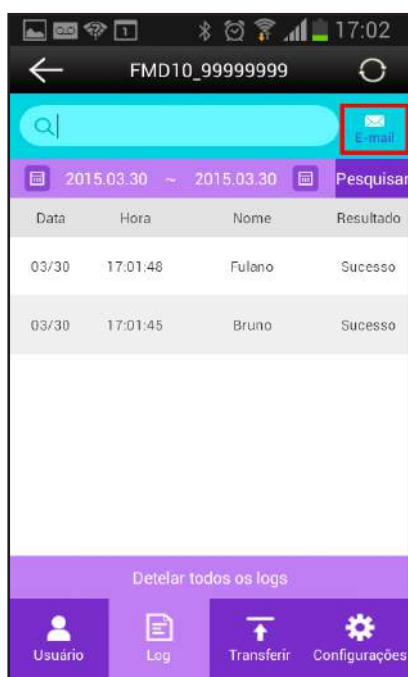 17:02
FMD10_99999999
E-mail
2015.03.30 ~ 2015.03.30 Pesquisar
Data Hora Nome Resultado
03/30 17:01:48 Fulano Sucesso
03/30 17:01:45 Bruno Sucesso
Detelar todos os logs
Usuário Log Transferir Configurações